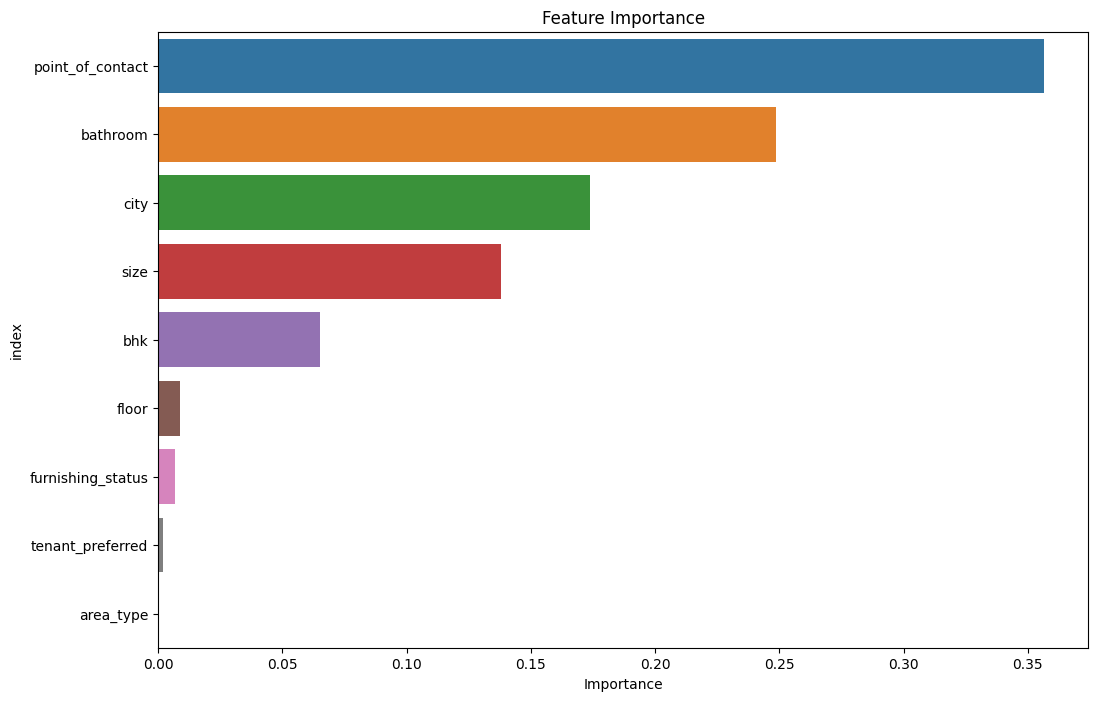 Feature Importance
point_of_contact
bathroom
city
size
bhk
floor
furnishing_status
tenant_preferred
area_type
index
0.00 0.05 0.10 0.15 0.20 0.25 0.30 0.35
Importance